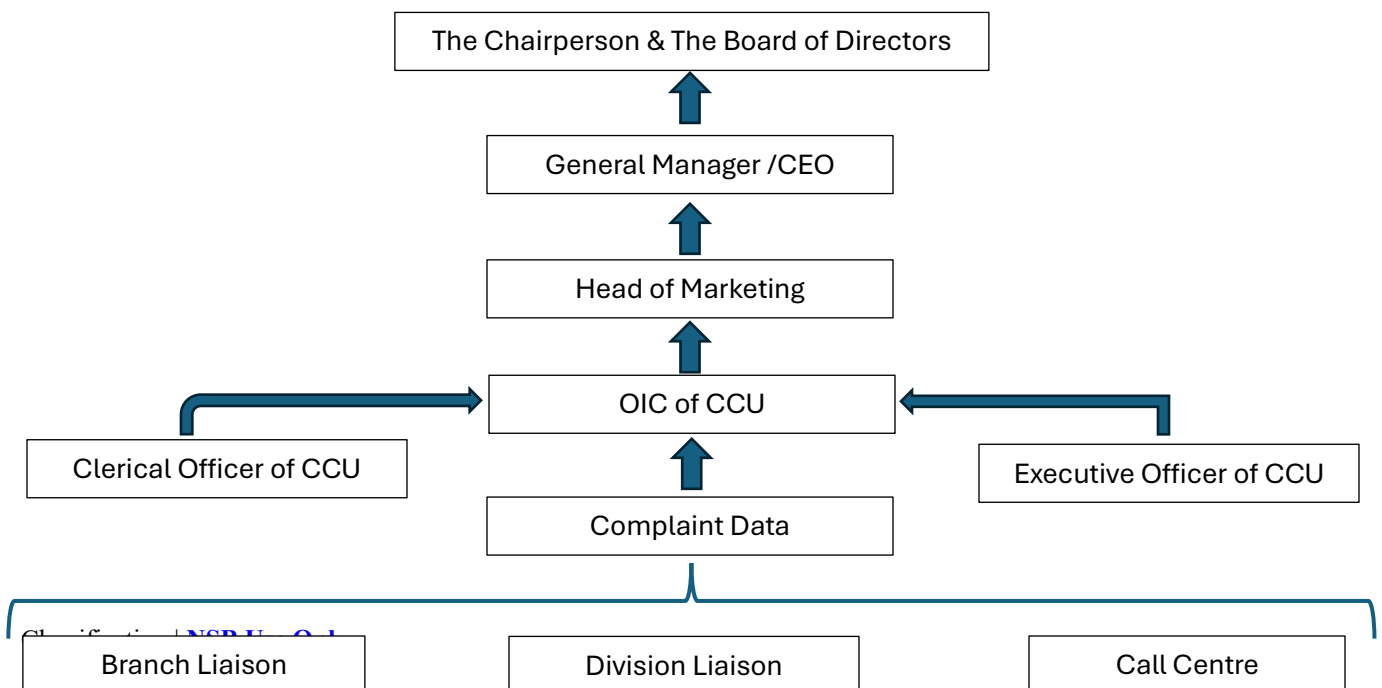 The Chairperson & The Board of Directors
General Manager /CEO
Head of Marketing
OIC of CCU
Clerical Officer of CCU
Executive Officer of CCU
Complaint Data
Branch Liaison
Division Liaison
Call Centre